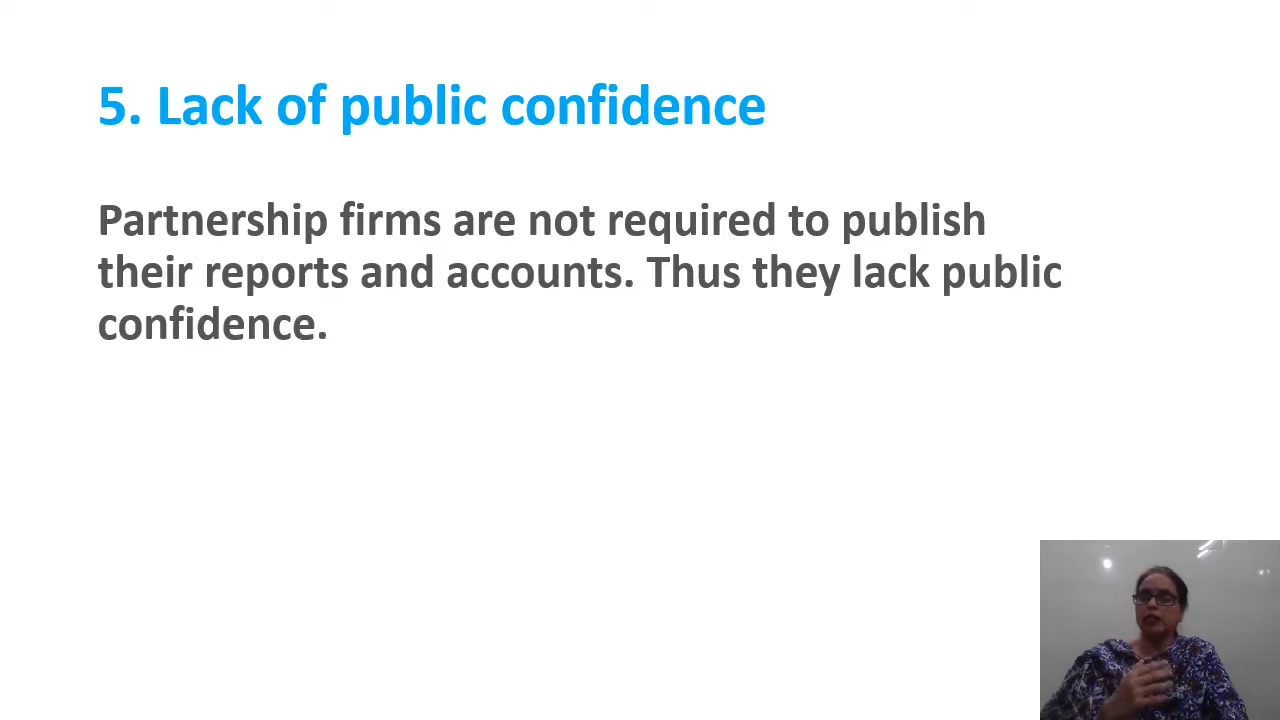 5. Lack of public confidence
Partnership firms are not required to publish
their reports and accounts. Thus they lack public
confidence.